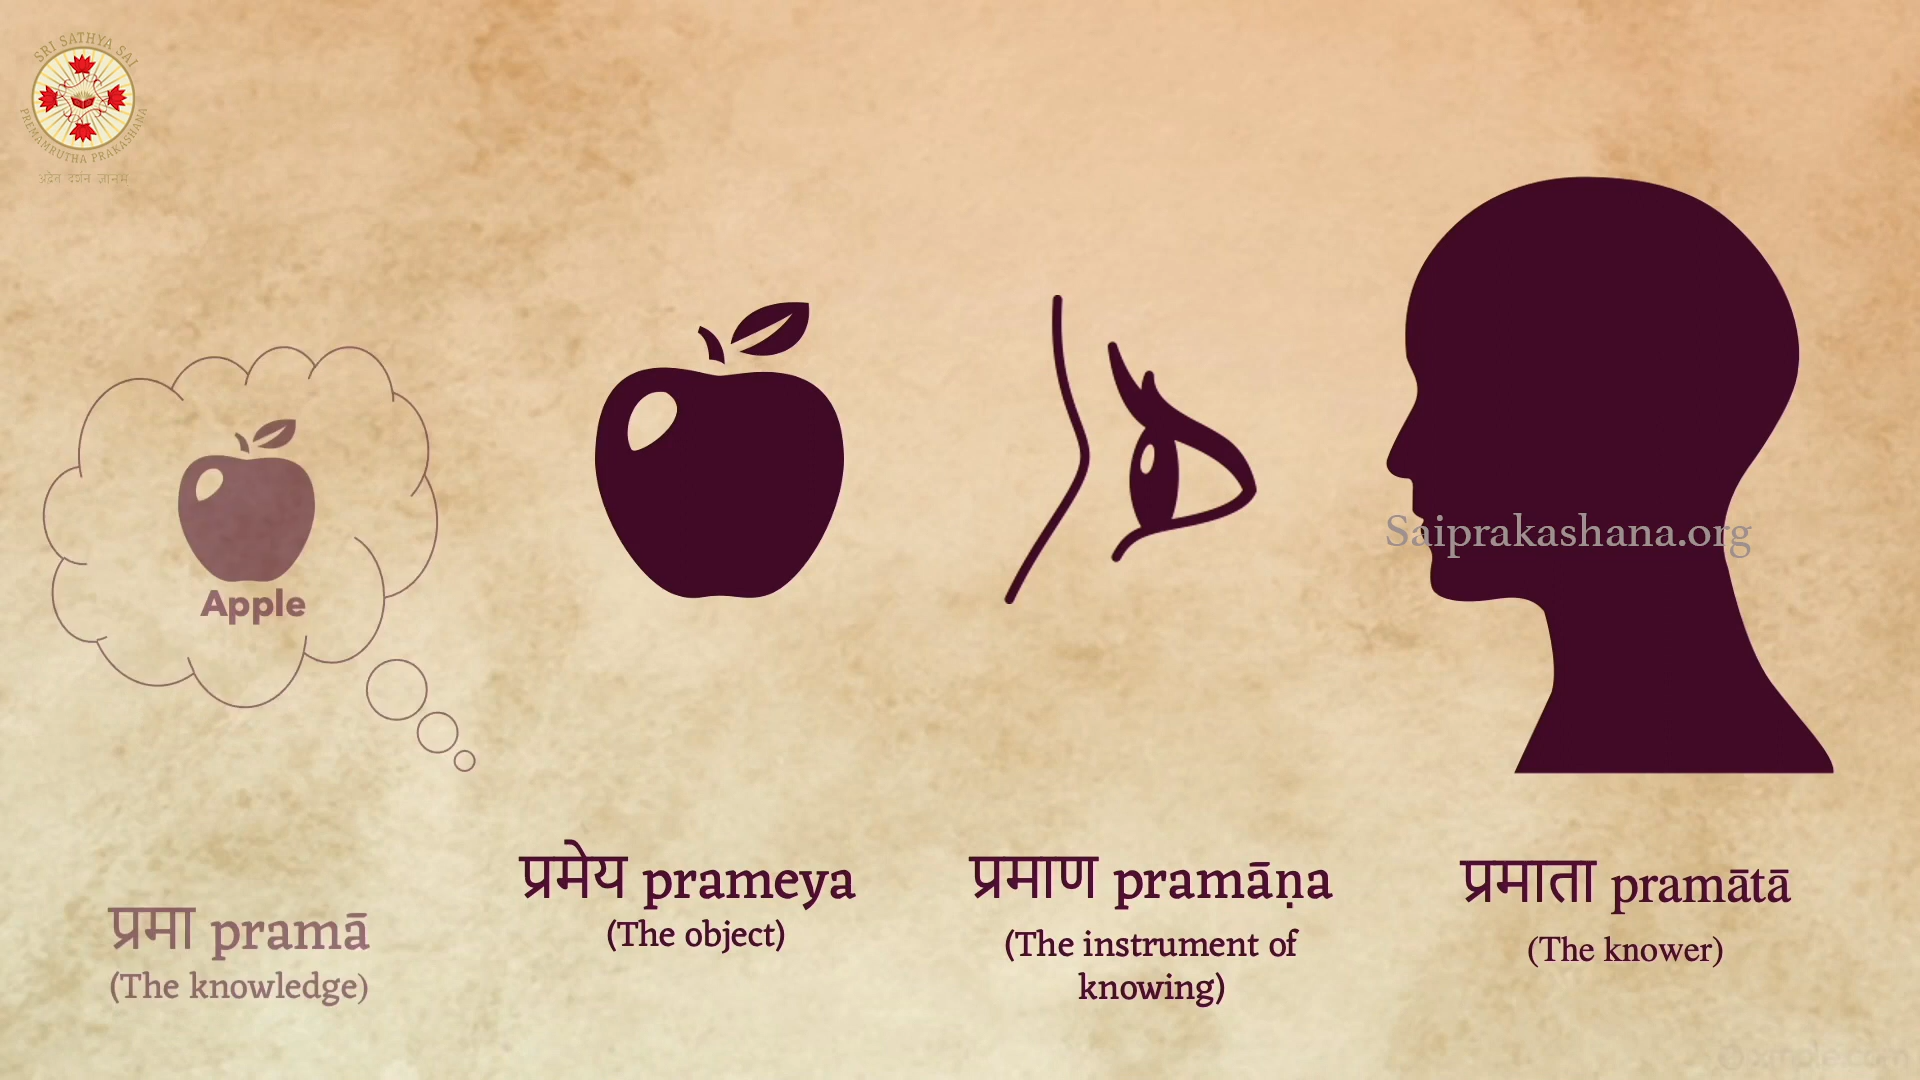 SRI SATHYA SAI
PREMAMRUTHA PRAKASHANA
Apple
Saiprakashana.org
प्रमा pramā
(The knowledge)
प्रमेय prameya
(The object)
प्रमाण pramāṇa
(The instrument of
knowing)
प्रमाता pramātā
(The knower)